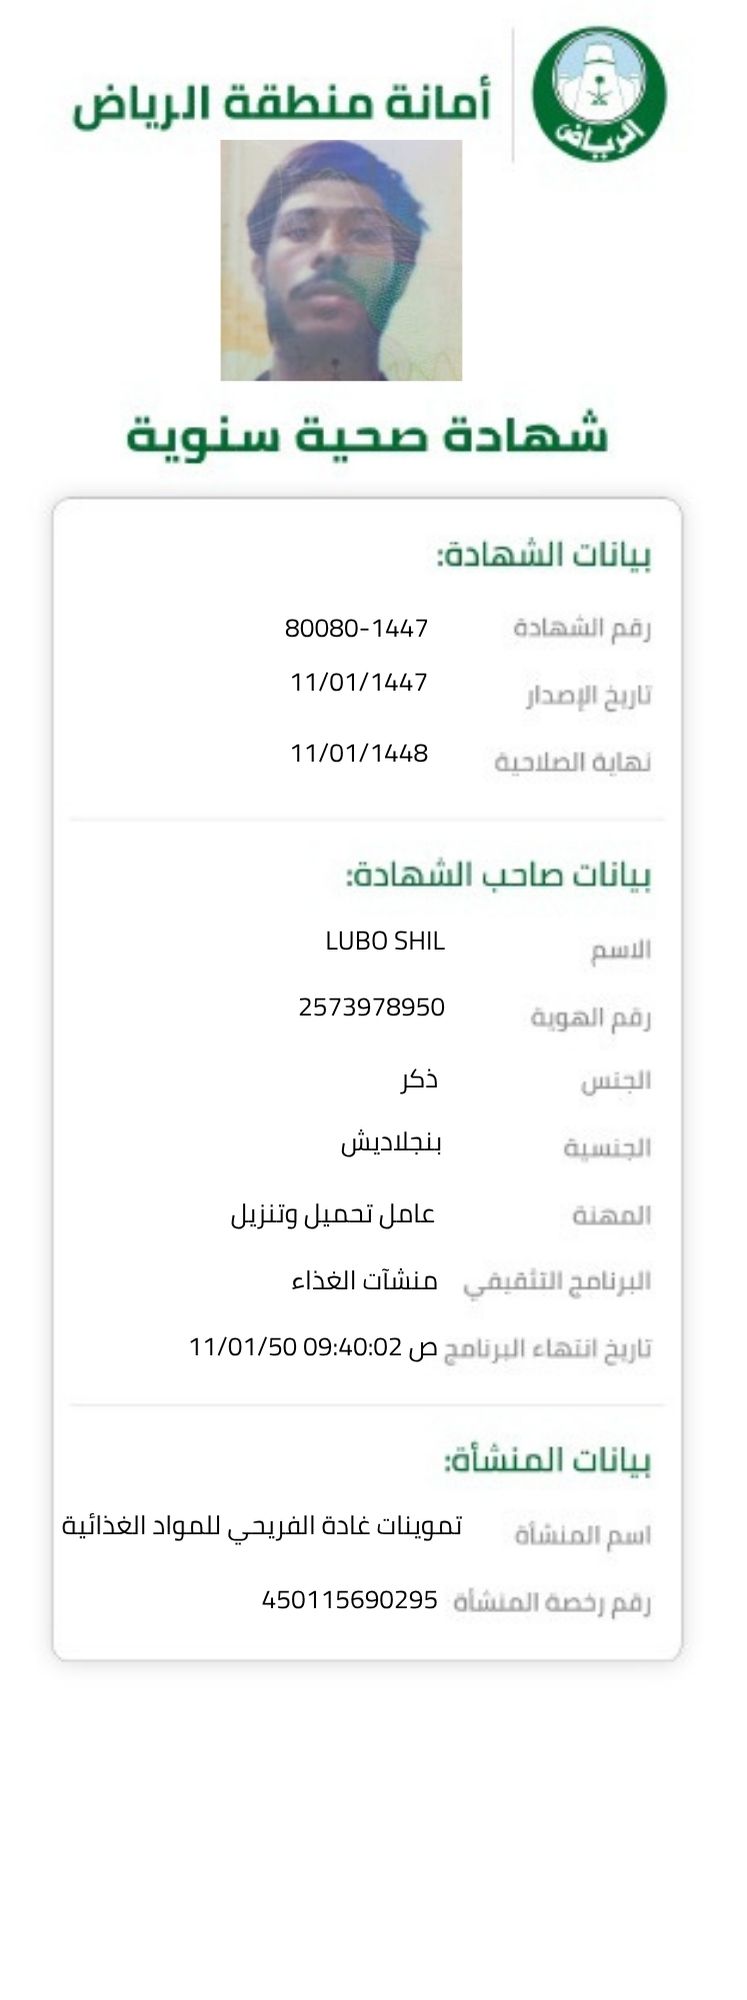 أمانة منطقة الرياض
الرياض
شهادة صحية سنوية
بيانات الشهادة:
رقم الشهادة 80080-1447
تاريخ الإصدار 11/01/1447
نهاية الصلاحية 11/01/1448
بيانات صاحب الشهادة:
الاسم LUBO SHIL
رقم الهوية 2573978950
الجنس ذكر
الجنسية بنجلاديش
المهنة عامل تحميل وتنزيل
البرنامج التثقيفي منشآت الغذاء
تاريخ انتهاء البرنامج ص 09:40:02 11/01/50
بيانات المنشأة:
اسم المنشأة تموينات غادة الفريحي للمواد الغذائية
رقم رخصة المنشأة 450115690295